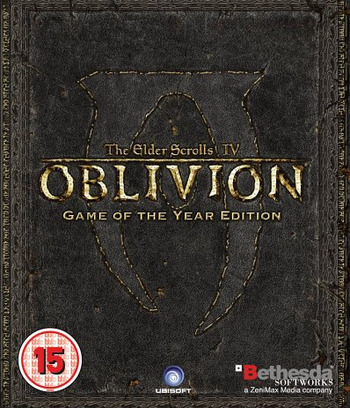 The Elder Scrolls IV
OBLIVION
GAME OF THE YEAR EDITION
15
UBISOFT
Bethesda
SOFTWORKS
a ZeniMax Media company